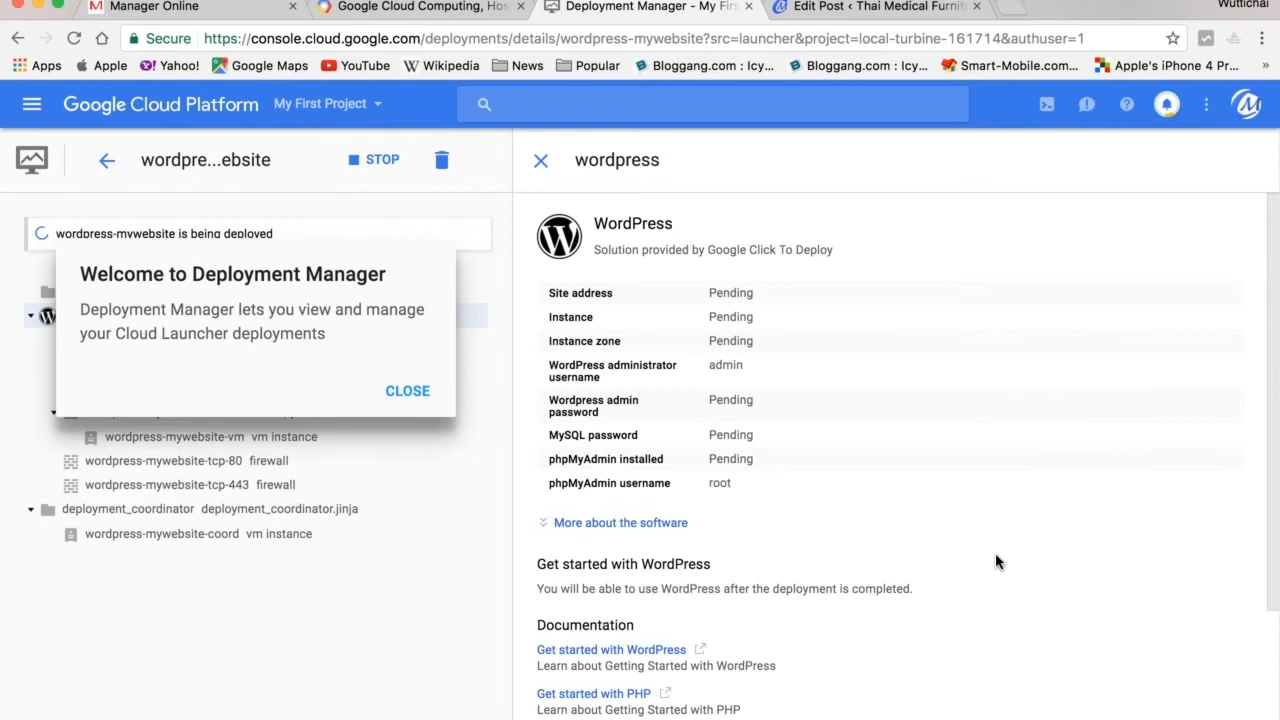 Manager Online
Google Cloud Computing, Hos
Deployment Manager - My Firs
Edit Post ‹ Thai Medical Furnit
Wuttichai
Secure
https://console.cloud.google.com/deployments/details/wordpress-mywebsite?src=launcher&project=local-turbine-161714&authuser=1
Apps
Apple
Yahoo!
Google Maps
YouTube
Wikipedia
News
Popular
Bloggang.com : Icy...
Bloggang.com : Icy...
Smart-Mobile.com...
Apple's iPhone 4 Pr...
Google Cloud Platform
My First Project
wordpre...ebsite
STOP
wordpress-mywebsite is being deployed
Welcome to Deployment Manager
Deployment Manager lets you view and manage
your Cloud Launcher deployments
CLOSE
wordpress-mywebsite-vm vm instance
wordpress-mywebsite-tcp-80 firewall
wordpress-mywebsite-tcp-443 firewall
deployment_coordinator deployment_coordinator.jinja
wordpress-mywebsite-coord vm instance
wordpress
WordPress
Solution provided by Google Click To Deploy
Site address Pending
Instance Pending
Instance zone Pending
WordPress administrator admin
username
Wordpress admin Pending
password
MySQL password Pending
phpMyAdmin installed Pending
phpMyAdmin username root
More about the software
Get started with WordPress
You will be able to use WordPress after the deployment is completed.
Documentation
Get started with WordPress
Learn about Getting Started with WordPress
Get started with PHP
Learn about Getting Started with PHP